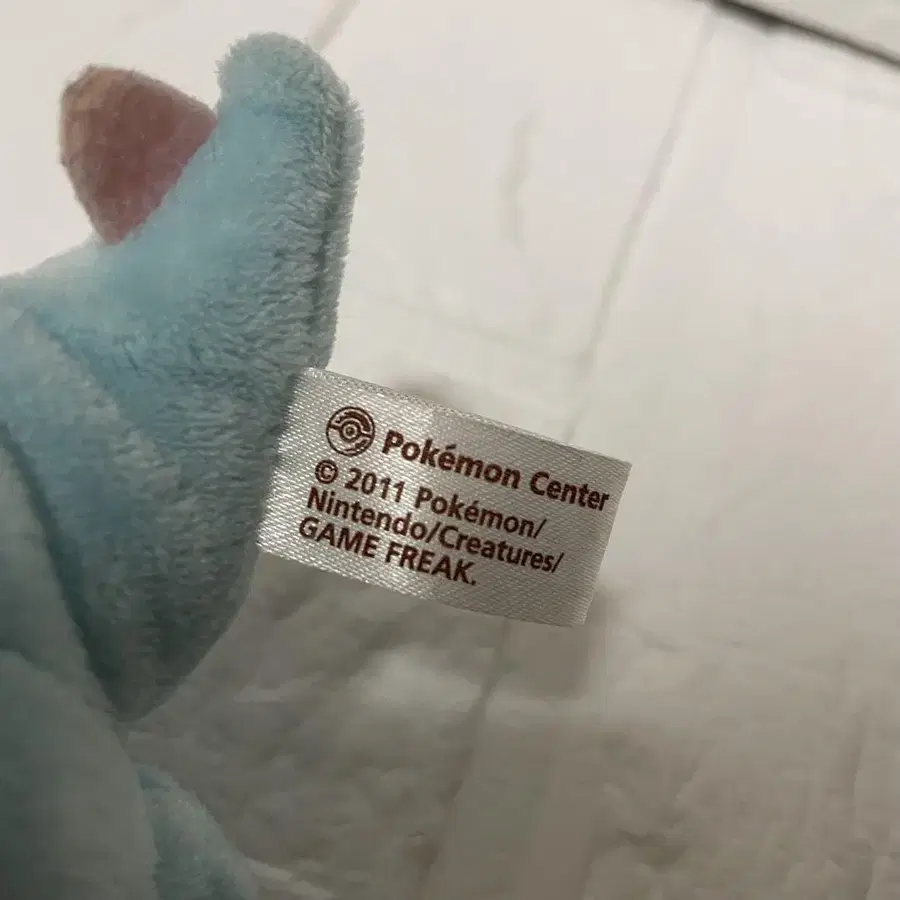 Pokémon Center
© 2011 Pokémon/
Nintendo/Creatures/
GAME FREAK.